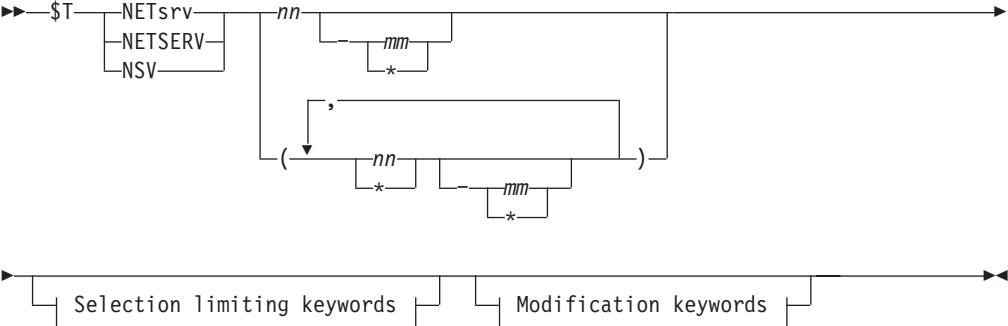 $T NETsrv nn
NETSERV - mm
NSV *
,
( nn )
* - mm
*
Selection limiting keywords Modification keywords